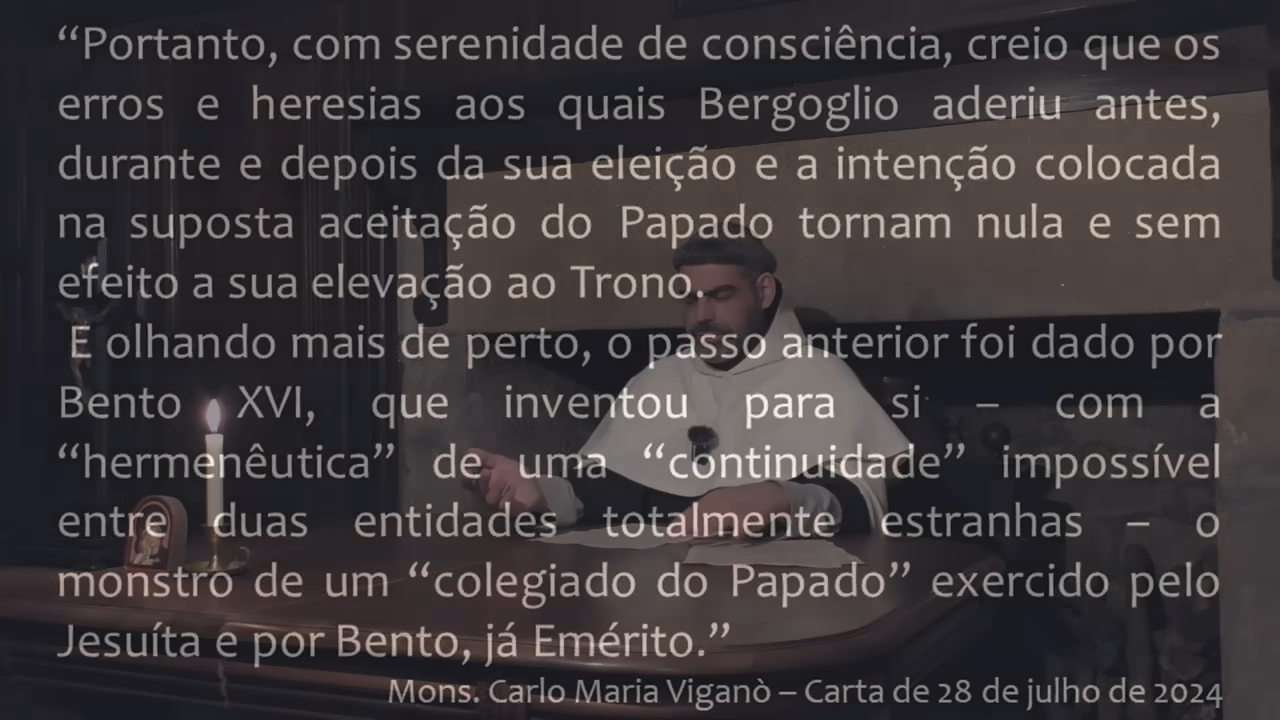 “Portanto, com serenidade de consciência, creio que os
erros e heresias aos quais Bergoglio aderiu antes,
durante e depois da sua eleição e a intenção colocada
na suposta aceitação do Papado tornam nula e sem
efeito a sua elevação ao Trono.
E olhando mais de perto, o passo anterior foi dado por
Bento XVI, que inventou para si – com a
“hermenêutica” de uma “continuidade” impossível
entre duas entidades totalmente estranhas – o
monstro de um “colegiado do Papado” exercido pelo
Jesuíta e por Bento, já Emérito.”
Mons. Carlo Maria Viganò – Carta de 28 de julho de 2024